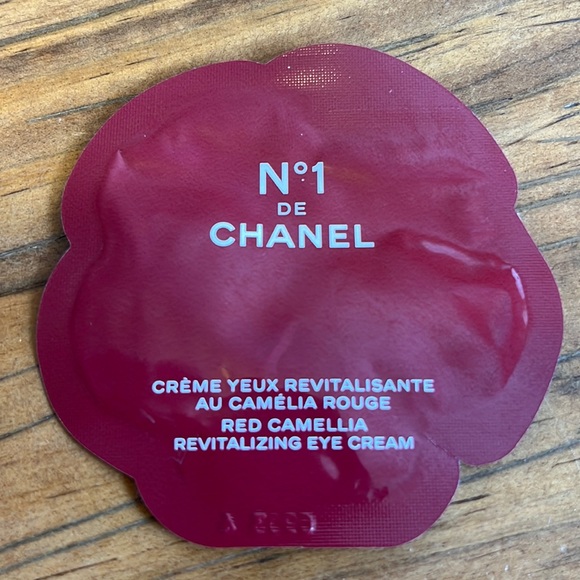 N°1
DE
CHANEL
CRÈME YEUX REVITALISANTE
AU CAMÉLIA ROUGE
RED CAMELLIA
REVITALIZING EYE CREAM